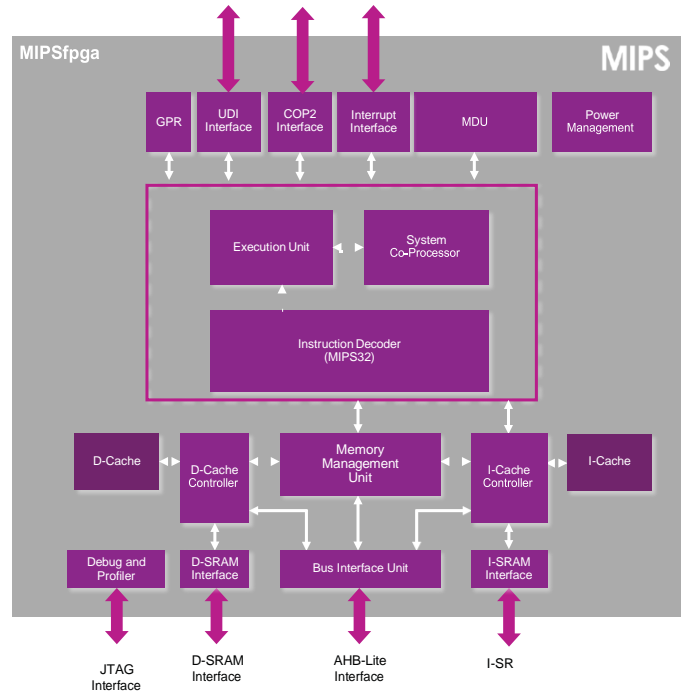 MIPSfpga
MIPS
GPR
UDI
Interface
COP2
Interface
Interrupt
Interface
MDU
Power
Management
Execution Unit
System
Co-Processor
Instruction Decoder
(MIPS32)
D-Cache
D-Cache
Controller
Memory
Management
Unit
I-Cache
Controller
I-Cache
Debug and
Profiler
D-SRAM
Interface
Bus Interface Unit
I-SRAM
Interface
JTAG
Interface
D-SRAM
Interface
AHB-Lite
Interface
I-SR